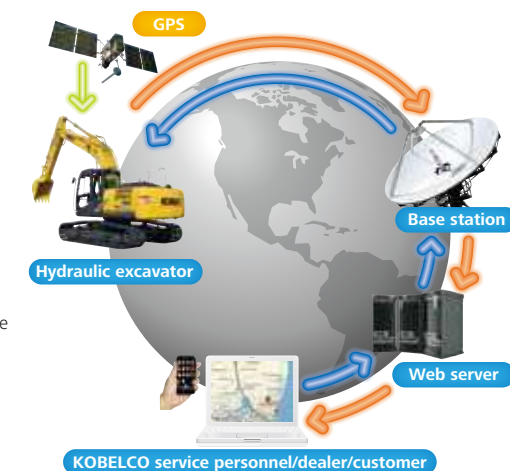 GPS
Base station
Hydraulic excavator
e
Web server
KOBELCO service personnel/dealer/customer